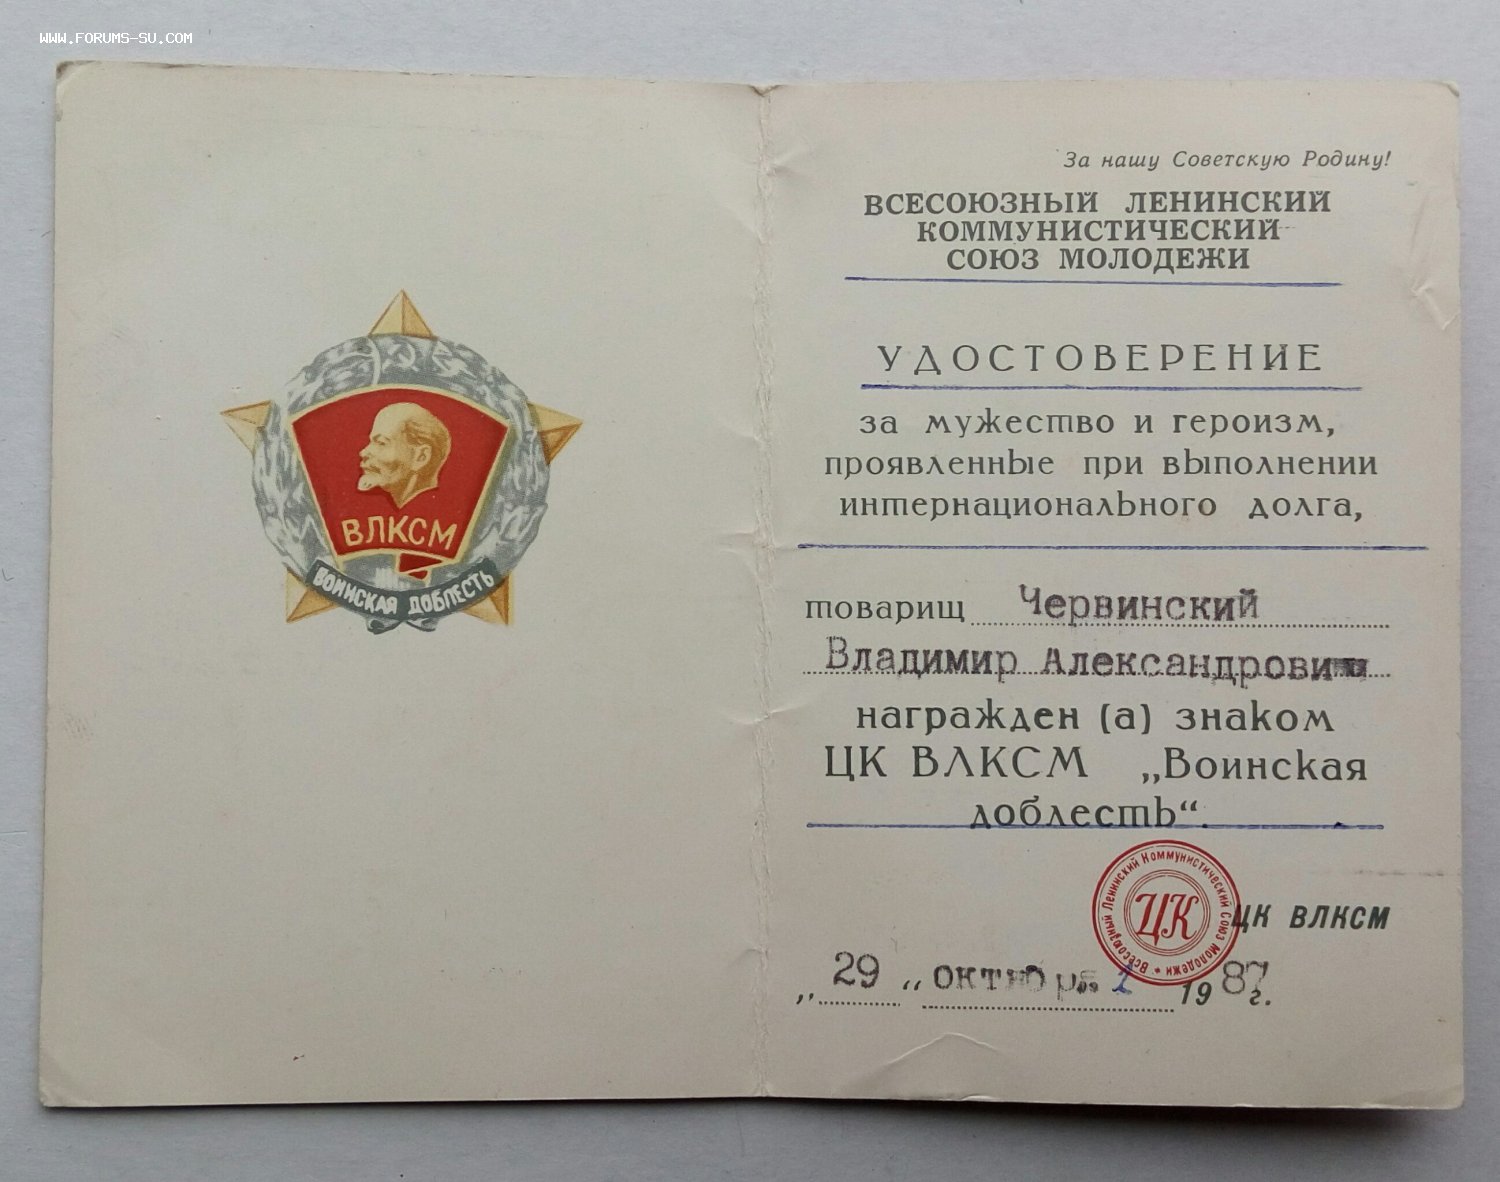 WWW.FORUMS-SU.COM
ВЛКСМ
ВОИНСКАЯ ДОБЛЕСТЬ
За нашу Советскую Родину!
ВСЕСОЮЗНЫЙ ЛЕНИНСКИЙ
КОММУНИСТИЧЕСКИЙ
СОЮЗ МОЛОДЕЖИ
УДОСТОВЕРЕНИЕ
за мужество и героизм,
проявленные при выполнении
интернационального долга,
товарищ Червинский
Владимир Александрович
награжден (а) знаком
ЦК ВЛКСМ „Воинская
доблесть“.
Всесоюзный Ленинский Коммунистический Союз Молодежи
ЦК
ЦК ВЛКСМ
„29“ октября 1987 г.